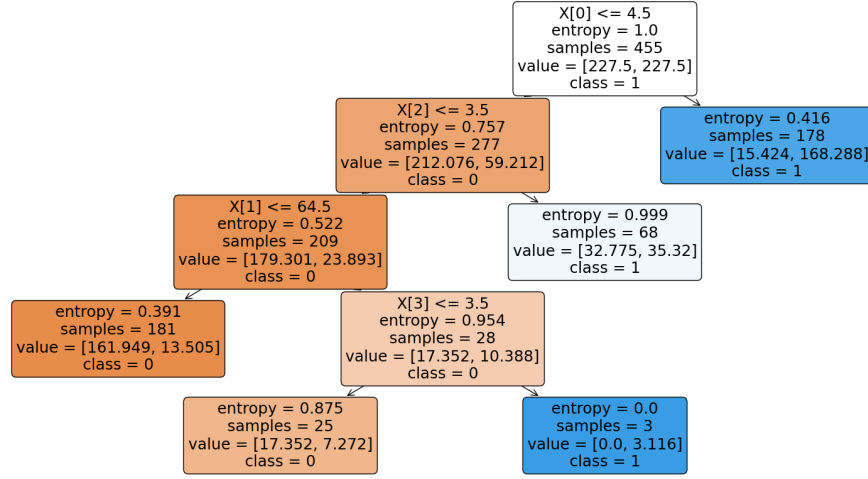 X[0] <= 4.5
entropy = 1.0
samples = 455
value = [227.5, 227.5]
class = 1
X[2] <= 3.5
entropy = 0.757
samples = 277
value = [212.076, 59.212]
class = 0
entropy = 0.416
samples = 178
value = [15.424, 168.288]
class = 1
X[1] <= 64.5
entropy = 0.522
samples = 209
value = [179.301, 23.893]
class = 0
entropy = 0.999
samples = 68
value = [32.775, 35.32]
class = 1
entropy = 0.391
samples = 181
value = [161.949, 13.505]
class = 0
X[3] <= 3.5
entropy = 0.954
samples = 28
value = [17.352, 10.388]
class = 0
entropy = 0.875
samples = 25
value = [17.352, 7.272]
class = 0
entropy = 0.0
samples = 3
value = [0.0, 3.116]
class = 1